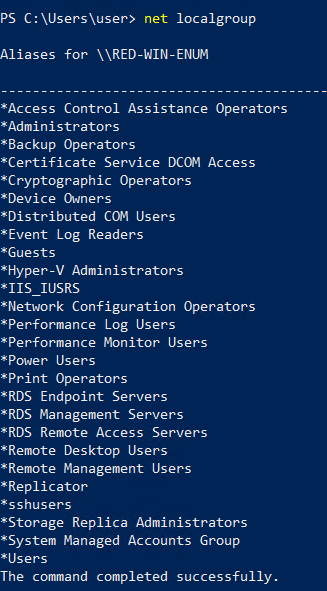 PS C:\Users\user> net localgroup
Aliases for \\RED-WIN-ENUM
-----------------------------------------
*Access Control Assistance Operators
*Administrators
*Backup Operators
*Certificate Service DCOM Access
*Cryptographic Operators
*Device Owners
*Distributed COM Users
*Event Log Readers
*Guests
*Hyper-V Administrators
*IIS_IUSRS
*Network Configuration Operators
*Performance Log Users
*Performance Monitor Users
*Power Users
*Print Operators
*RDS Endpoint Servers
*RDS Management Servers
*RDS Remote Access Servers
*Remote Desktop Users
*Remote Management Users
*Replicator
*sshusers
*Storage Replica Administrators
*System Managed Accounts Group
*Users
The command completed successfully.